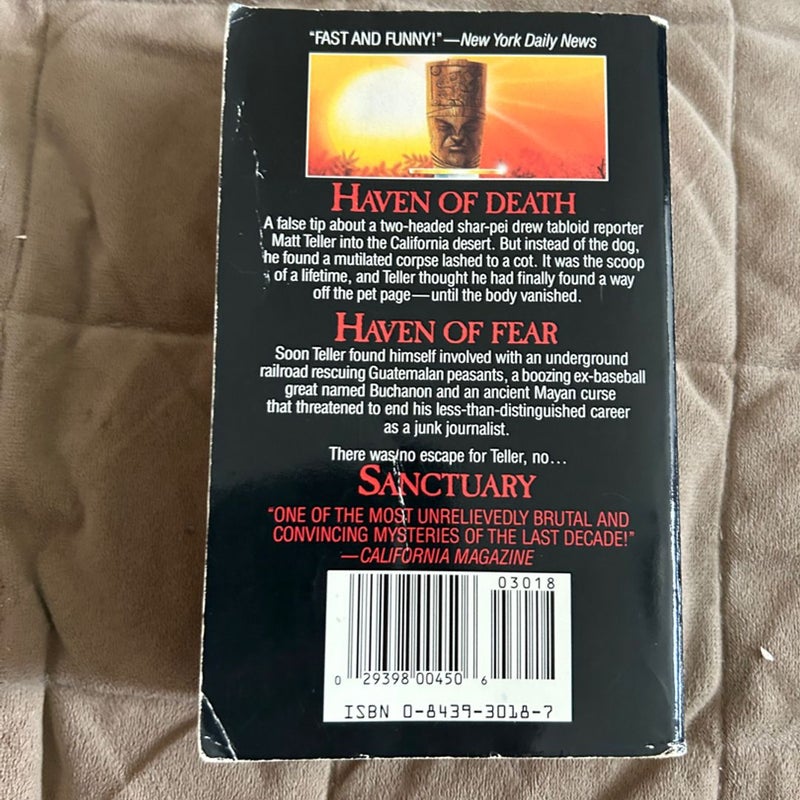 "FAST AND FUNNY!"—New York Daily News
HAVEN OF DEATH
A false tip about a two-headed shar-pei drew tabloid reporter
Matt Teller into the California desert. But instead of the dog,
he found a mutilated corpse lashed to a cot. It was the scoop
of a lifetime, and Teller thought he had finally found a way
off the pet page—until the body vanished.
HAVEN OF FEAR
Soon Teller found himself involved with an underground
railroad rescuing Guatemalan peasants, a boozing ex-baseball
great named Buchanon and an ancient Mayan curse
that threatened to end his less-than-distinguished career
as a junk journalist.
There was no escape for Teller, no...
SANCTUARY
"ONE OF THE MOST UNRELIEVEDLY BRUTAL AND
CONVINCING MYSTERIES OF THE LAST DECADE!"
—CALIFORNIA MAGAZINE
03018
0 29398 00450 6
ISBN 0-8439-3018-7